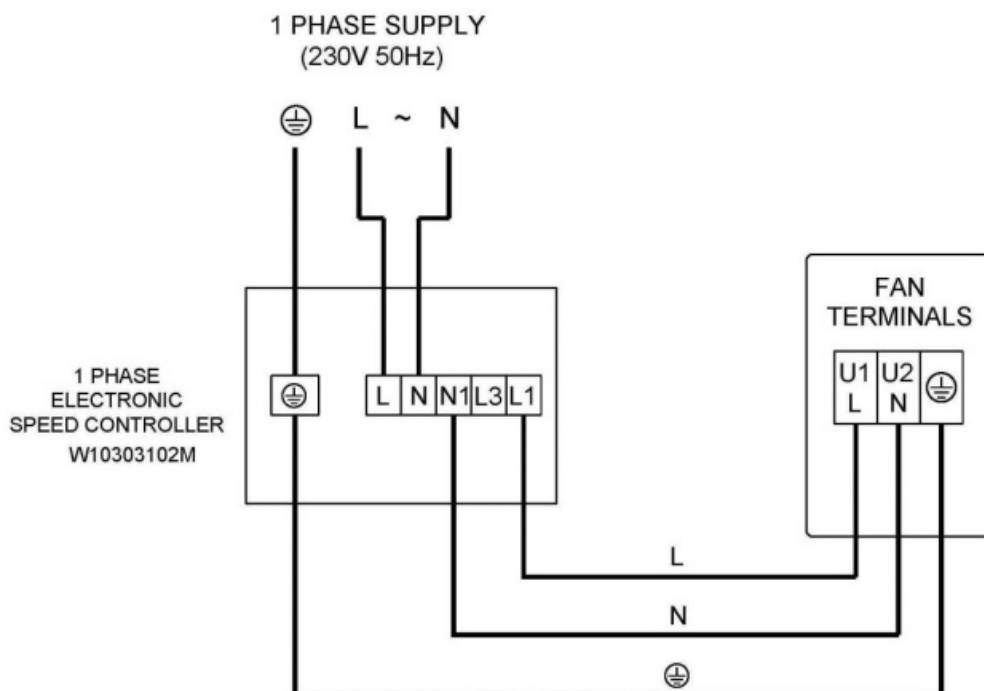 1 PHASE SUPPLY
(230V 50Hz)
L ~ N
FAN
TERMINALS
U1 U2
L N
1 PHASE
ELECTRONIC
SPEED CONTROLLER
W10303102M
L N N1 L3 L1
L
N